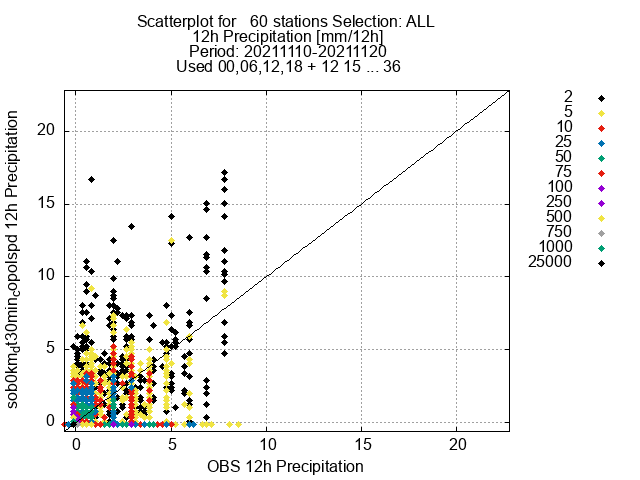 Scatterplot for   60 stations Selection: ALL
12h Precipitation [mm/12h]
Period: 20211110-20211120
Used 00,06,12,18 + 12 15 ... 36
sob0km_dt30min_copolspd 12h Precipitation
20
15
10
5
0
0 5 10 15 20
OBS 12h Precipitation
2
5
10
25
50
75
100
250
500
750
1000
25000